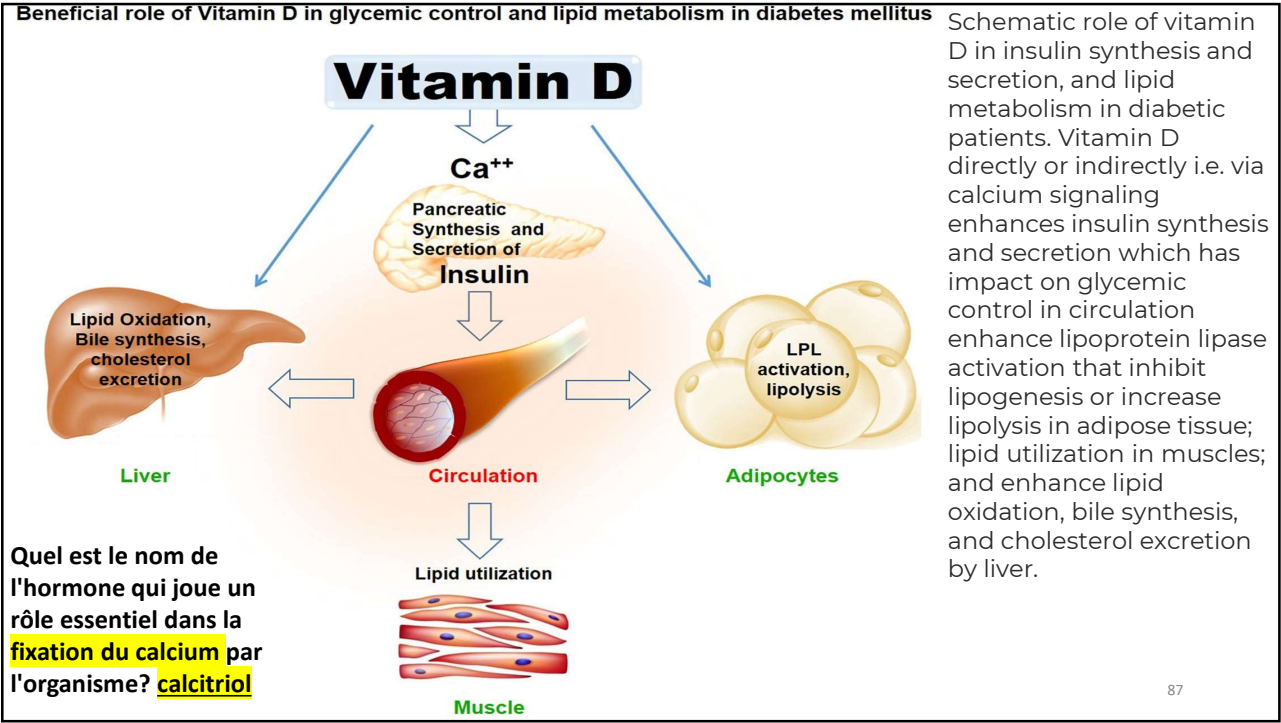 Beneficial role of Vitamin D in glycemic control and lipid metabolism in diabetes mellitus
Vitamin D
Ca⁺⁺
Pancreatic
Synthesis and
Secretion of
Insulin
Lipid Oxidation,
Bile synthesis,
cholesterol
excretion
LPL
activation,
lipolysis
Liver
Circulation
Adipocytes
Lipid utilization
Muscle
Quel est le nom de
l'hormone qui joue un
rôle essentiel dans la
fixation du calcium par
l'organisme? calcitriol
Schematic role of vitamin
D in insulin synthesis and
secretion, and lipid
metabolism in diabetic
patients. Vitamin D
directly or indirectly i.e. via
calcium signaling
enhances insulin synthesis
and secretion which has
impact on glycemic
control in circulation
enhance lipoprotein lipase
activation that inhibit
lipogenesis or increase
lipolysis in adipose tissue;
lipid utilization in muscles;
and enhance lipid
oxidation, bile synthesis,
and cholesterol excretion
by liver.
87